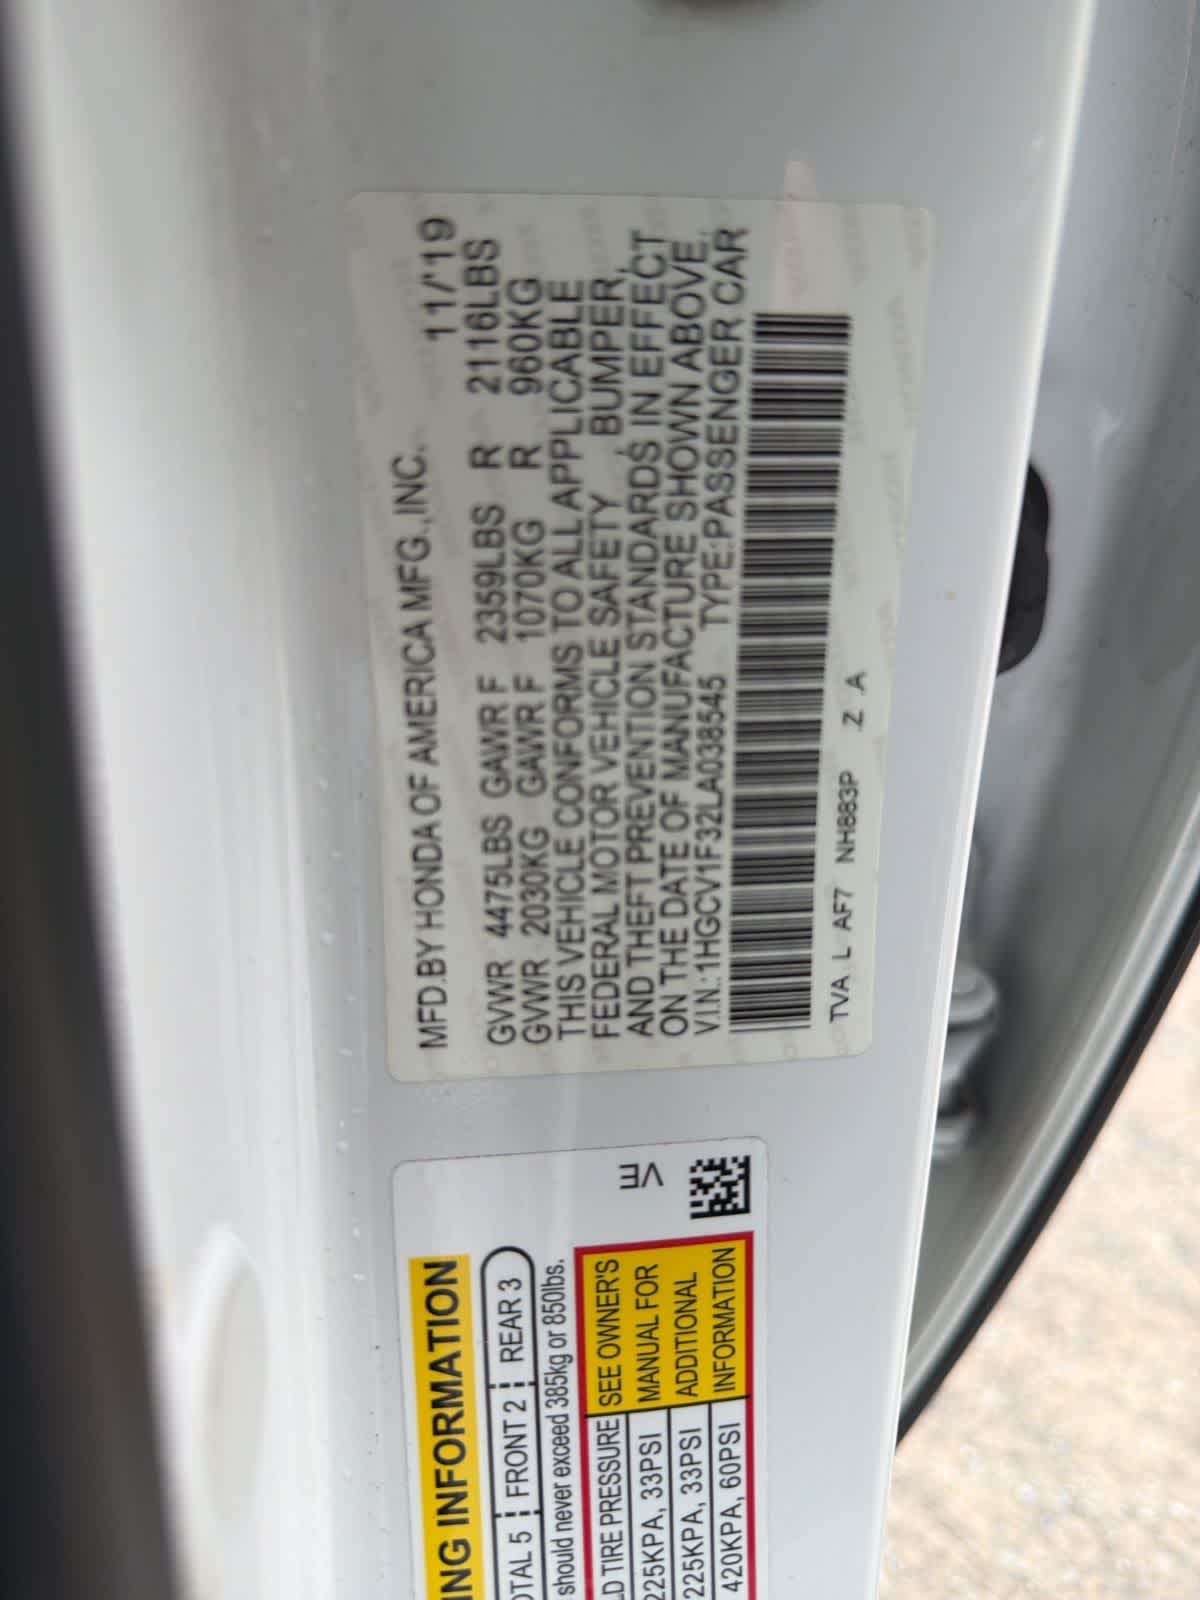 MFD.BY HONDA OF AMERICA MFG.,INC. 11/'19
GVWR 4475LBS GAWR F 2359LBS R 2116LBS
GVWR 2030KG GAWR F 1070KG R 960KG
THIS VEHICLE CONFORMS TO ALL APPLICABLE
FEDERAL MOTOR VEHICLE SAFETY , BUMPER,
AND THEFT PREVENTION STANDARDS IN EFFECT
ON THE DATE OF MANUFACTURE SHOWN ABOVE.
V.I.N.:1HGCV1F32LA038545 TYPE:PASSENGER CAR
TVA L AF7 NH883P Z A
NG INFORMATION
OTAL 5 FRONT 2 REAR 3
should never exceed 385kg or 850lbs.
LD TIRE PRESSURE
225KPA, 33PSI
225KPA, 33PSI
420KPA, 60PSI
SEE OWNER'S
MANUAL FOR
ADDITIONAL
INFORMATION
VE